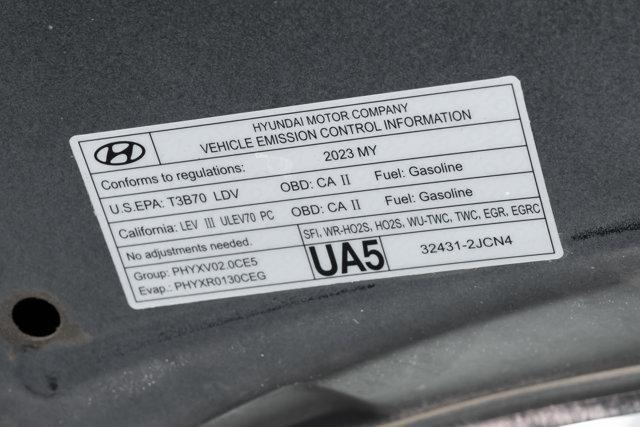 HYUNDAI MOTOR COMPANY
VEHICLE EMISSION CONTROL INFORMATION
Conforms to regulations: 2023 MY
U.S.EPA: T3B70 LDV OBD: CA II Fuel: Gasoline
California: LEV III ULEV70 PC OBD: CA II Fuel: Gasoline
No adjustments needed. SFI, WR-HO2S, HO2S, WU-TWC, TWC, EGR, EGRC
Group: PHYXV02.0CE5
Evap.: PHYXR0130CEG
UA5 32431-2JCN4